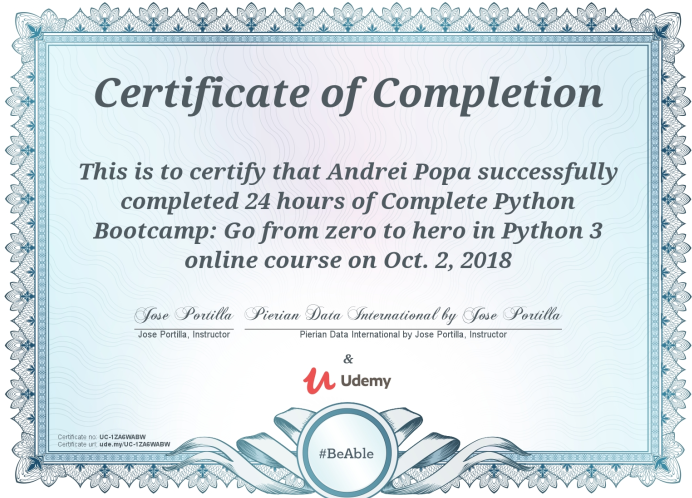 Certificate of Completion
This is to certify that Andrei Popa successfully
completed 24 hours of Complete Python
Bootcamp: Go from zero to hero in Python 3
online course on Oct. 2, 2018
Jose Portilla Pierian Data International by Jose Portilla
Jose Portilla, Instructor Pierian Data International by Jose Portilla, Instructor
&
Udemy
Certificate no: UC-1ZA6WABW
Certificate url: ude.my/UC-1ZA6WABW
#BeAble